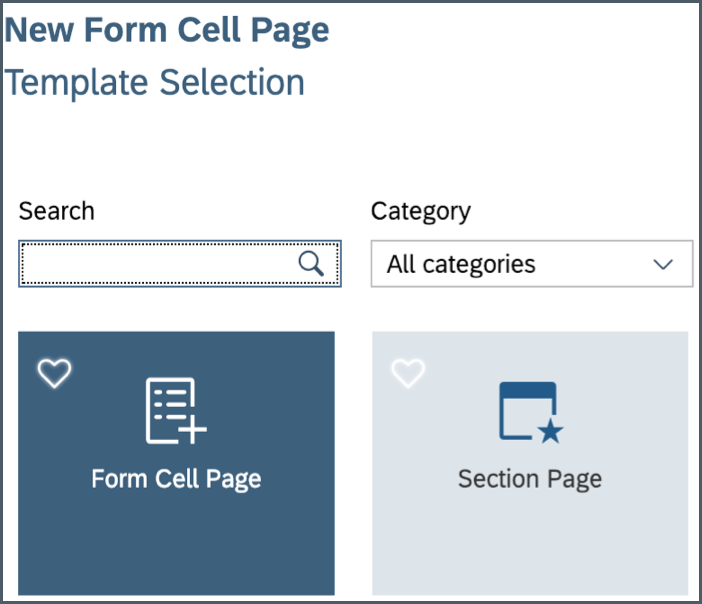 New Form Cell Page
Template Selection
Search
Category
All categories
Form Cell Page
Section Page